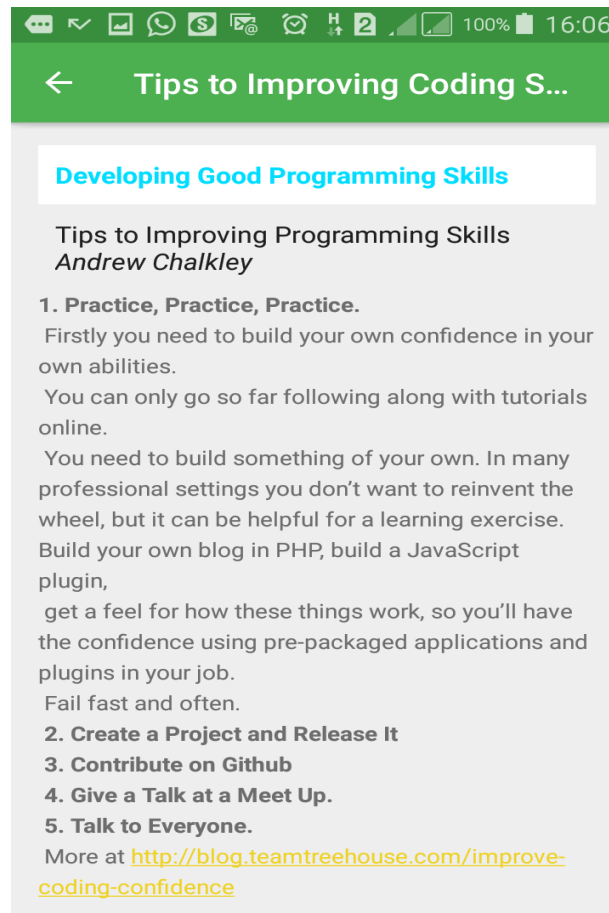 100% 16:06
Tips to Improving Coding S...
Developing Good Programming Skills
Tips to Improving Programming Skills
Andrew Chalkley
1. Practice, Practice, Practice.
Firstly you need to build your own confidence in your
own abilities.
You can only go so far following along with tutorials
online.
You need to build something of your own. In many
professional settings you don’t want to reinvent the
wheel, but it can be helpful for a learning exercise.
Build your own blog in PHP, build a JavaScript
plugin,
get a feel for how these things work, so you’ll have
the confidence using pre-packaged applications and
plugins in your job.
Fail fast and often.
2. Create a Project and Release It
3. Contribute on Github
4. Give a Talk at a Meet Up.
5. Talk to Everyone.
More at http://blog.teamtreehouse.com/improve-
coding-confidence